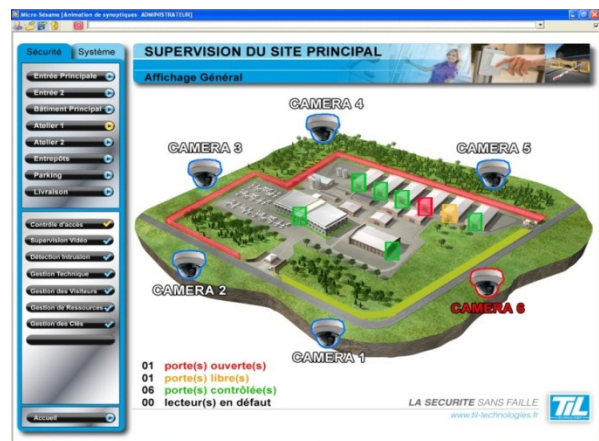 Micro Sésame [Animation de synoptiques- ADMINISTRATEUR]
Sécurité Système
SUPERVISION DU SITE PRINCIPAL
Affichage Général
Entrée Principale
Entrée 2
Bâtiment Principal
Atelier 1
Atelier 2
Entrepôts
Parking
Livraison
Contrôle d'accès
Supervision Vidéo
Détection Intrusion
Gestion Technique
Gestion des Visiteurs
Gestion de Ressources
Gestion des Clés
Accueil
CAMERA 4
CAMERA 3
CAMERA 5
CAMERA 2
CAMERA 6
CAMERA 1
01 porte(s) ouverte(s)
01 porte(s) libre(s)
06 porte(s) contrôlée(s)
00 lecteur(s) en défaut
LA SECURITE SANS FAILLE
www.til-technologies.fr
TIL